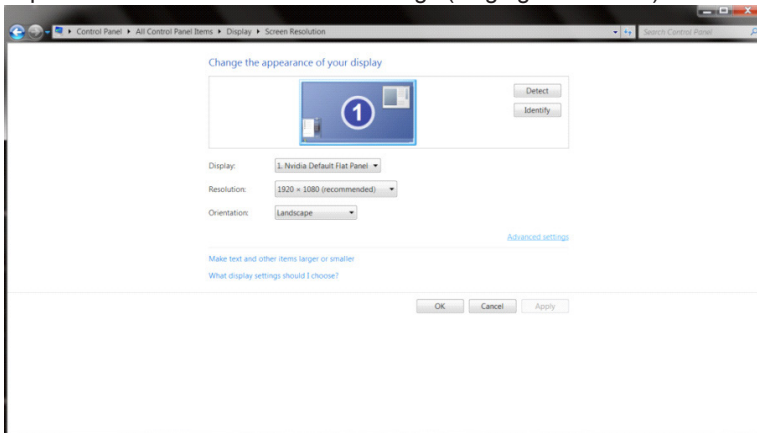 Control Panel ▸ All Control Panel Items ▸ Display ▸ Screen Resolution
Search Control Panel
Change the appearance of your display
1
Detect
Identify
Display: 1. Nvidia Default Flat Panel
Resolution: 1920 × 1080 (recommended)
Orientation: Landscape
Advanced settings
Make text and other items larger or smaller
What display settings should I choose?
OK Cancel Apply